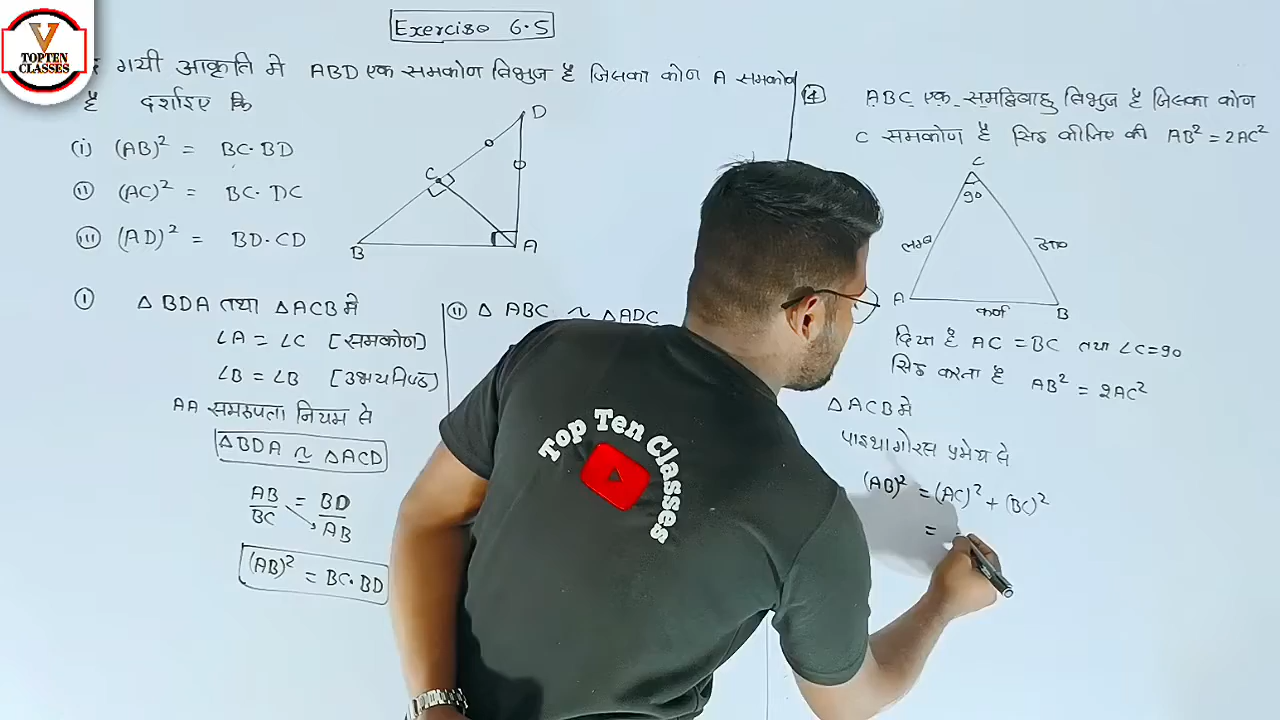 V
TOPTEN
CLASSES
Exercise 6.5
गयी आकृति मे ABD एक समकोण त्रिभुज है जिसका कोण A समकोण
है दर्शाइए कि
(i) (AB)² = BC·BD
(ii) (AC)² = BC·DC
(iii) (AD)² = BD·CD
D
C
B
A
(i) △BDA तथा △ACB मे
∠A = ∠C [समकोण]
∠B = ∠B [उभयनिष्ठ]
AA समरुपता नियम से
△BDA ~ △ACD
AB/BC = BD/AB
(AB)² = BC·BD
(ii) △ ABC ~ △ADC
Top Ten Classes
4 ABC एक समद्विबाहु त्रिभुज है जिसका कोण
C समकोण है सिद्ध कीजिए की AB² = 2AC²
C
90
लम्ब
आधार
A
B
कर्ण
दिया है AC = BC तथा ∠C=90
सिद्ध करना है AB² = 2AC²
△ACB मे
पाइथागोरस प्रमेय से
(AB)² = (AC)² + (BC)²
=